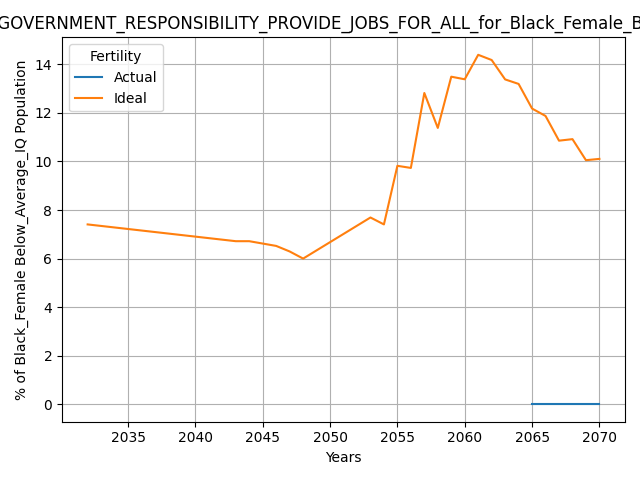 GOVERNMENT_RESPONSIBILITY_PROVIDE_JOBS_FOR_ALL_for_Black_Female_B
Fertility
Actual
Ideal
% of Black_Female Below_Average_IQ Population
14
12
10
8
6
4
2
0
2035 2040 2045 2050 2055 2060 2065 2070
Years